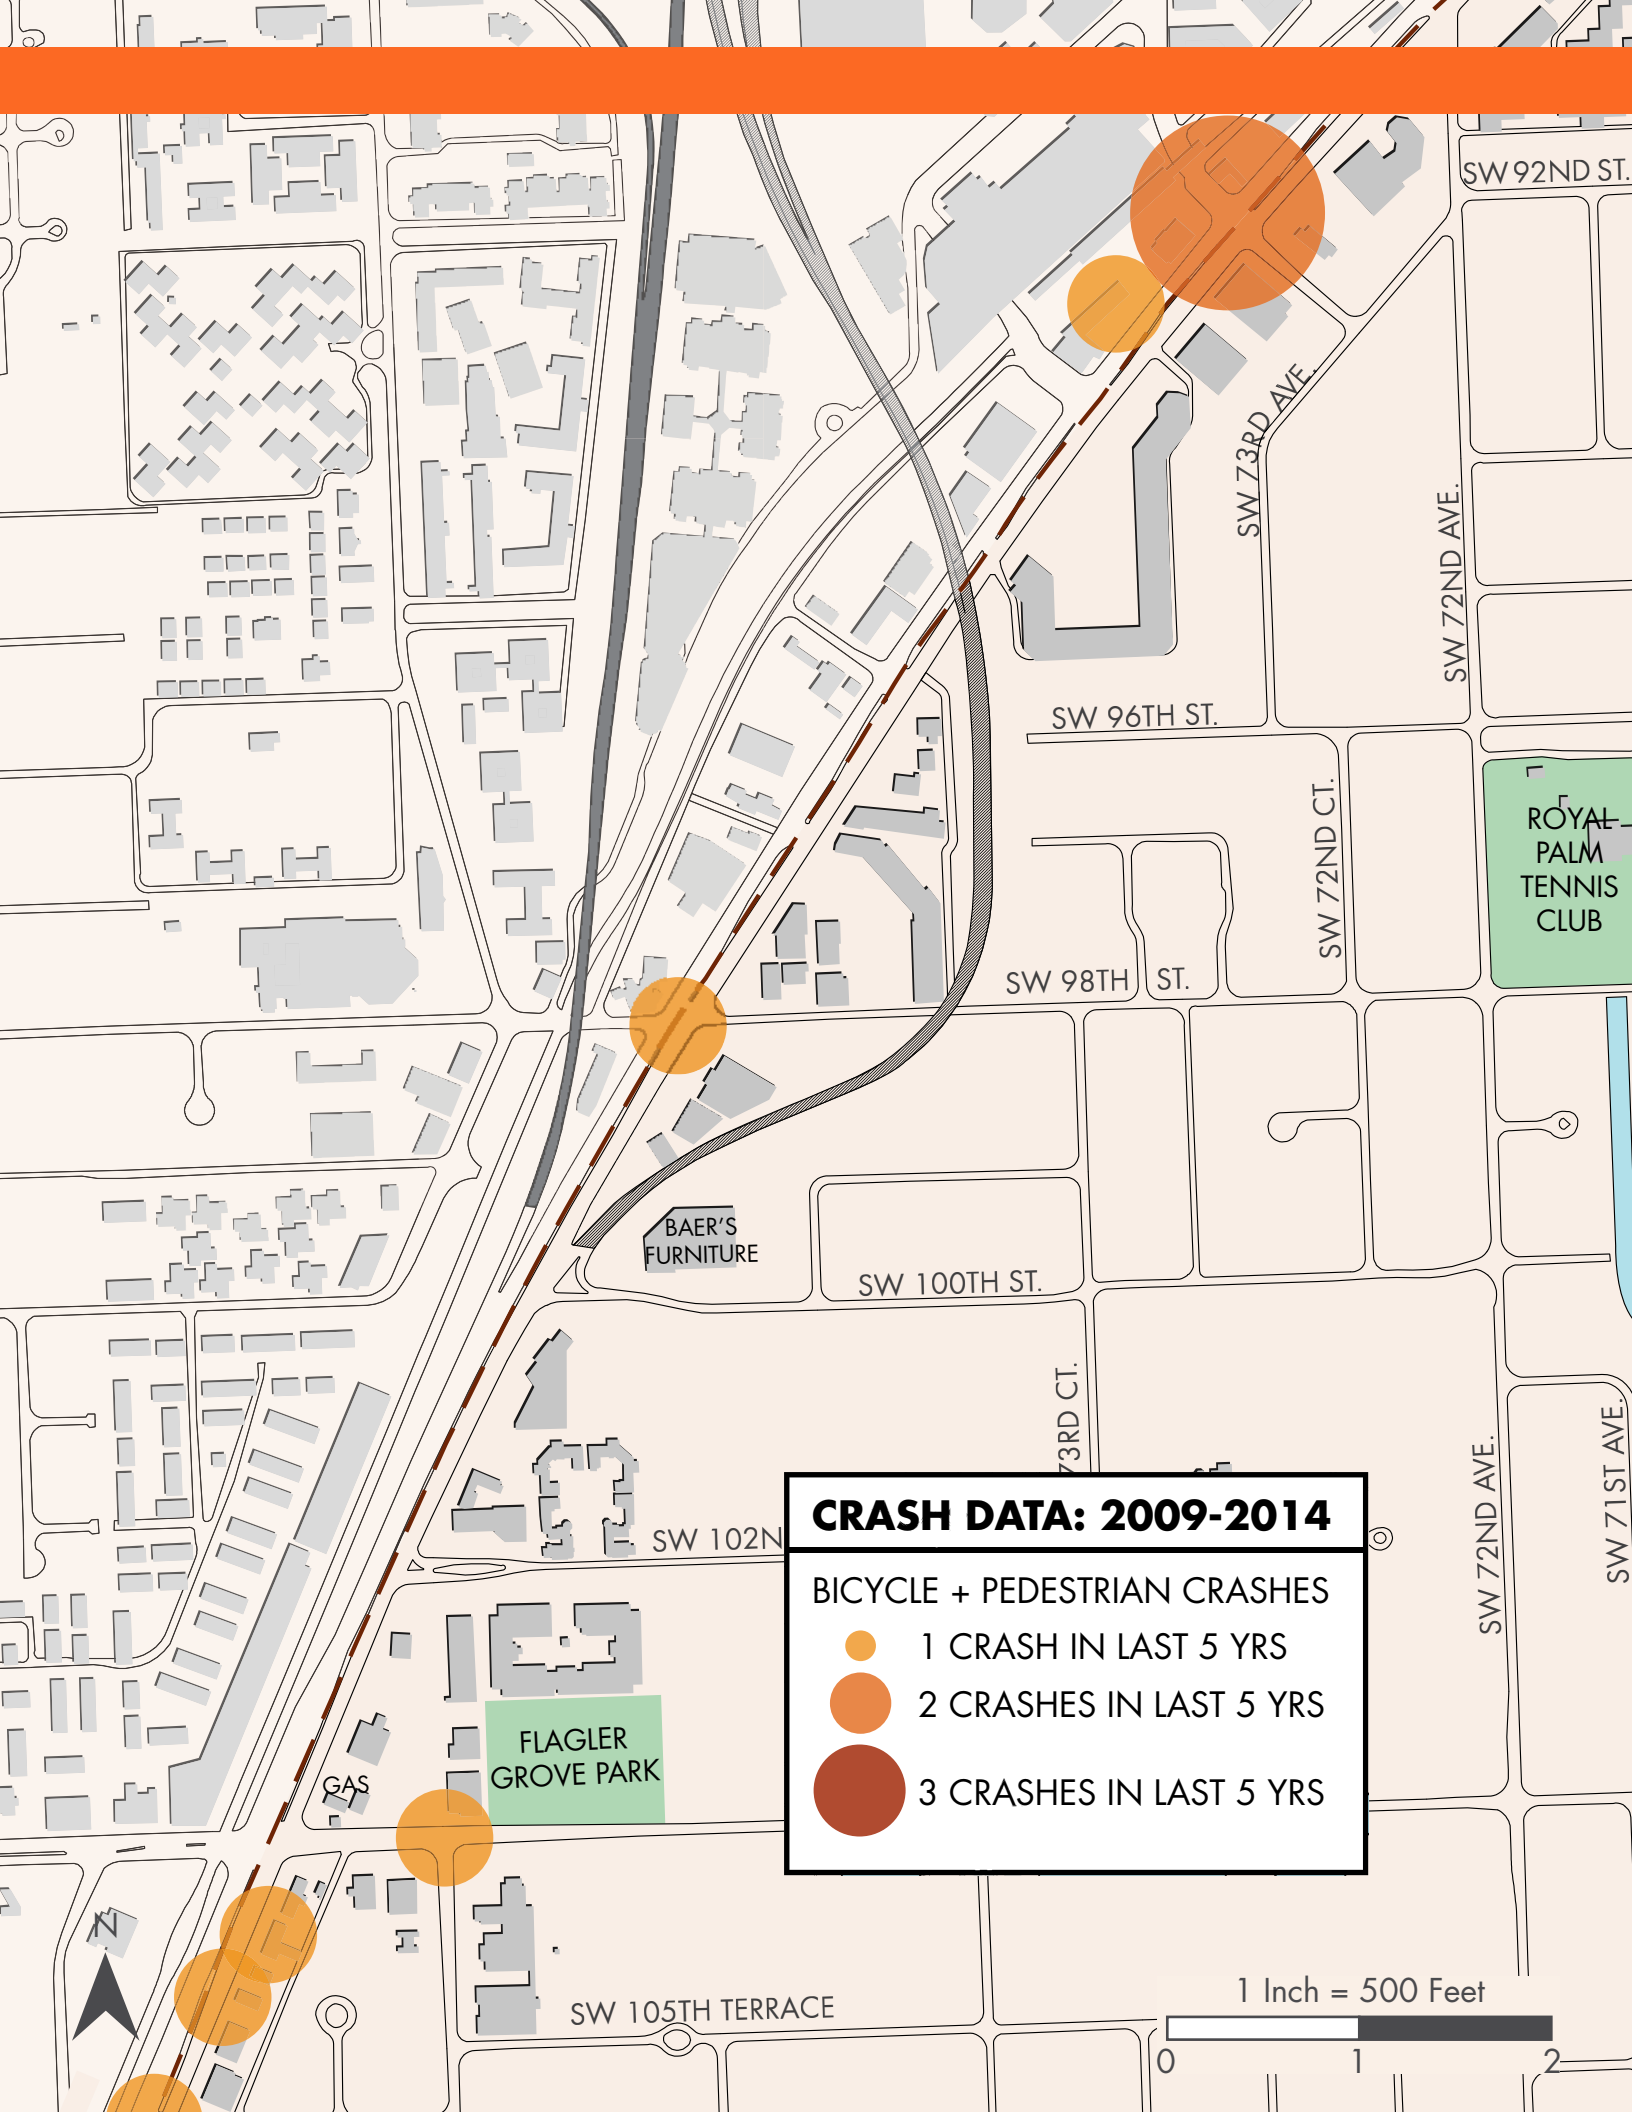 SW 92ND ST.
SW 73RD AVE.
SW 72ND AVE.
SW 96TH ST.
SW 72ND CT.
ROYAL
PALM
TENNIS
CLUB
SW 98TH ST.
BAER'S
FURNITURE
SW 100TH ST.
73RD CT.
SW 72ND AVE.
SW 71ST AVE.
SW 102N
CRASH DATA: 2009-2014
BICYCLE + PEDESTRIAN CRASHES
1 CRASH IN LAST 5 YRS
2 CRASHES IN LAST 5 YRS
3 CRASHES IN LAST 5 YRS
FLAGLER
GROVE PARK
GAS
N
SW 105TH TERRACE
1 Inch = 500 Feet
0 1 2